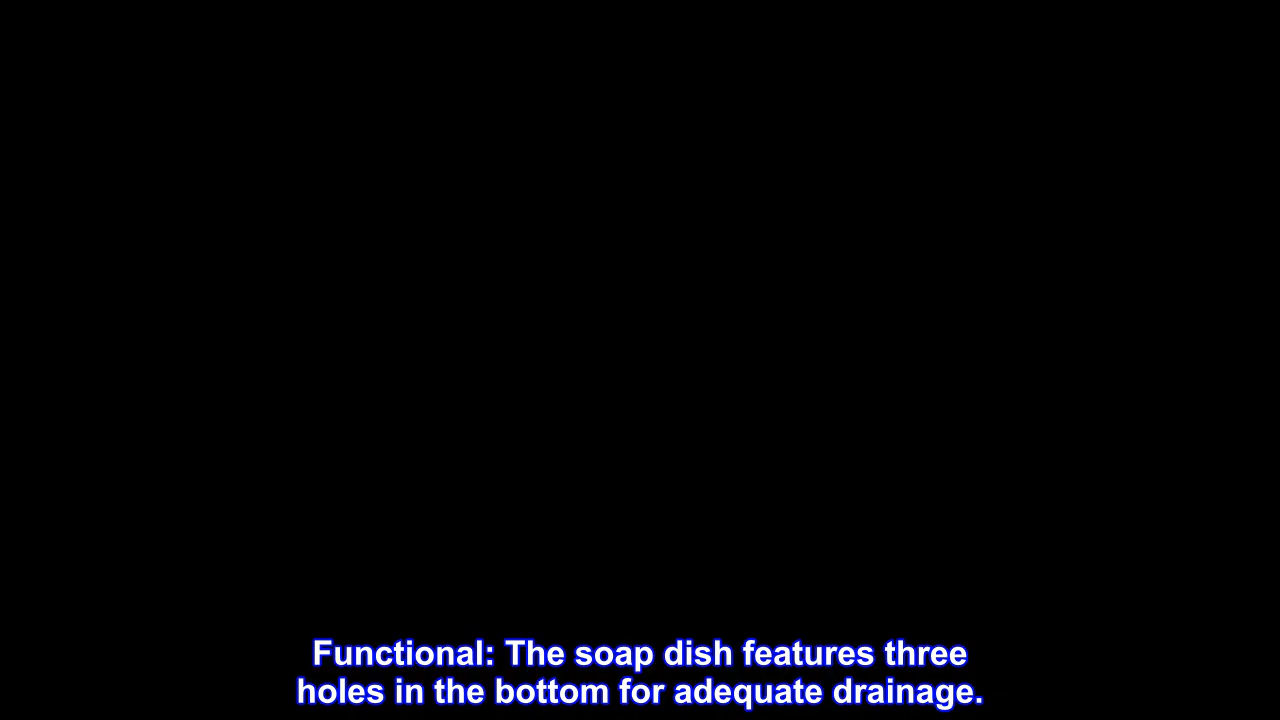 Functional: The soap dish features three
holes in the bottom for adequate drainage.